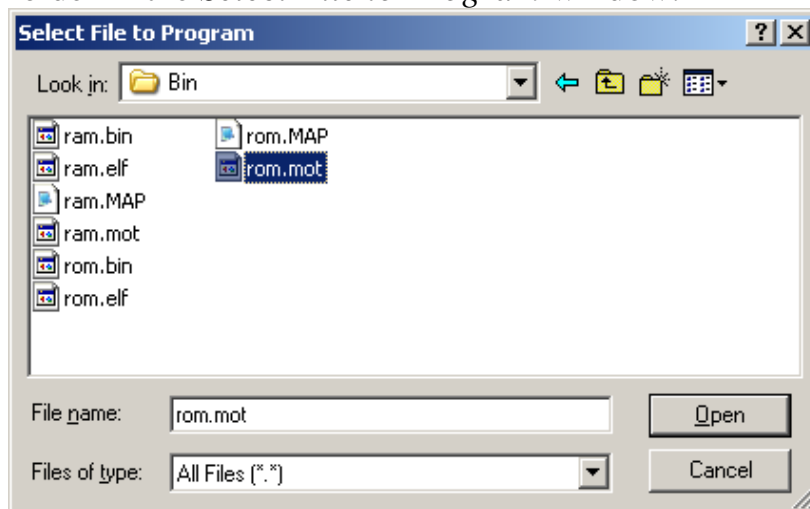 Select File to Program
Look in: Bin
ram.bin
ram.elf
ram.MAP
ram.mot
rom.bin
rom.elf
rom.MAP
rom.mot
File name: rom.mot
Open
Files of type: All Files (*.*)
Cancel